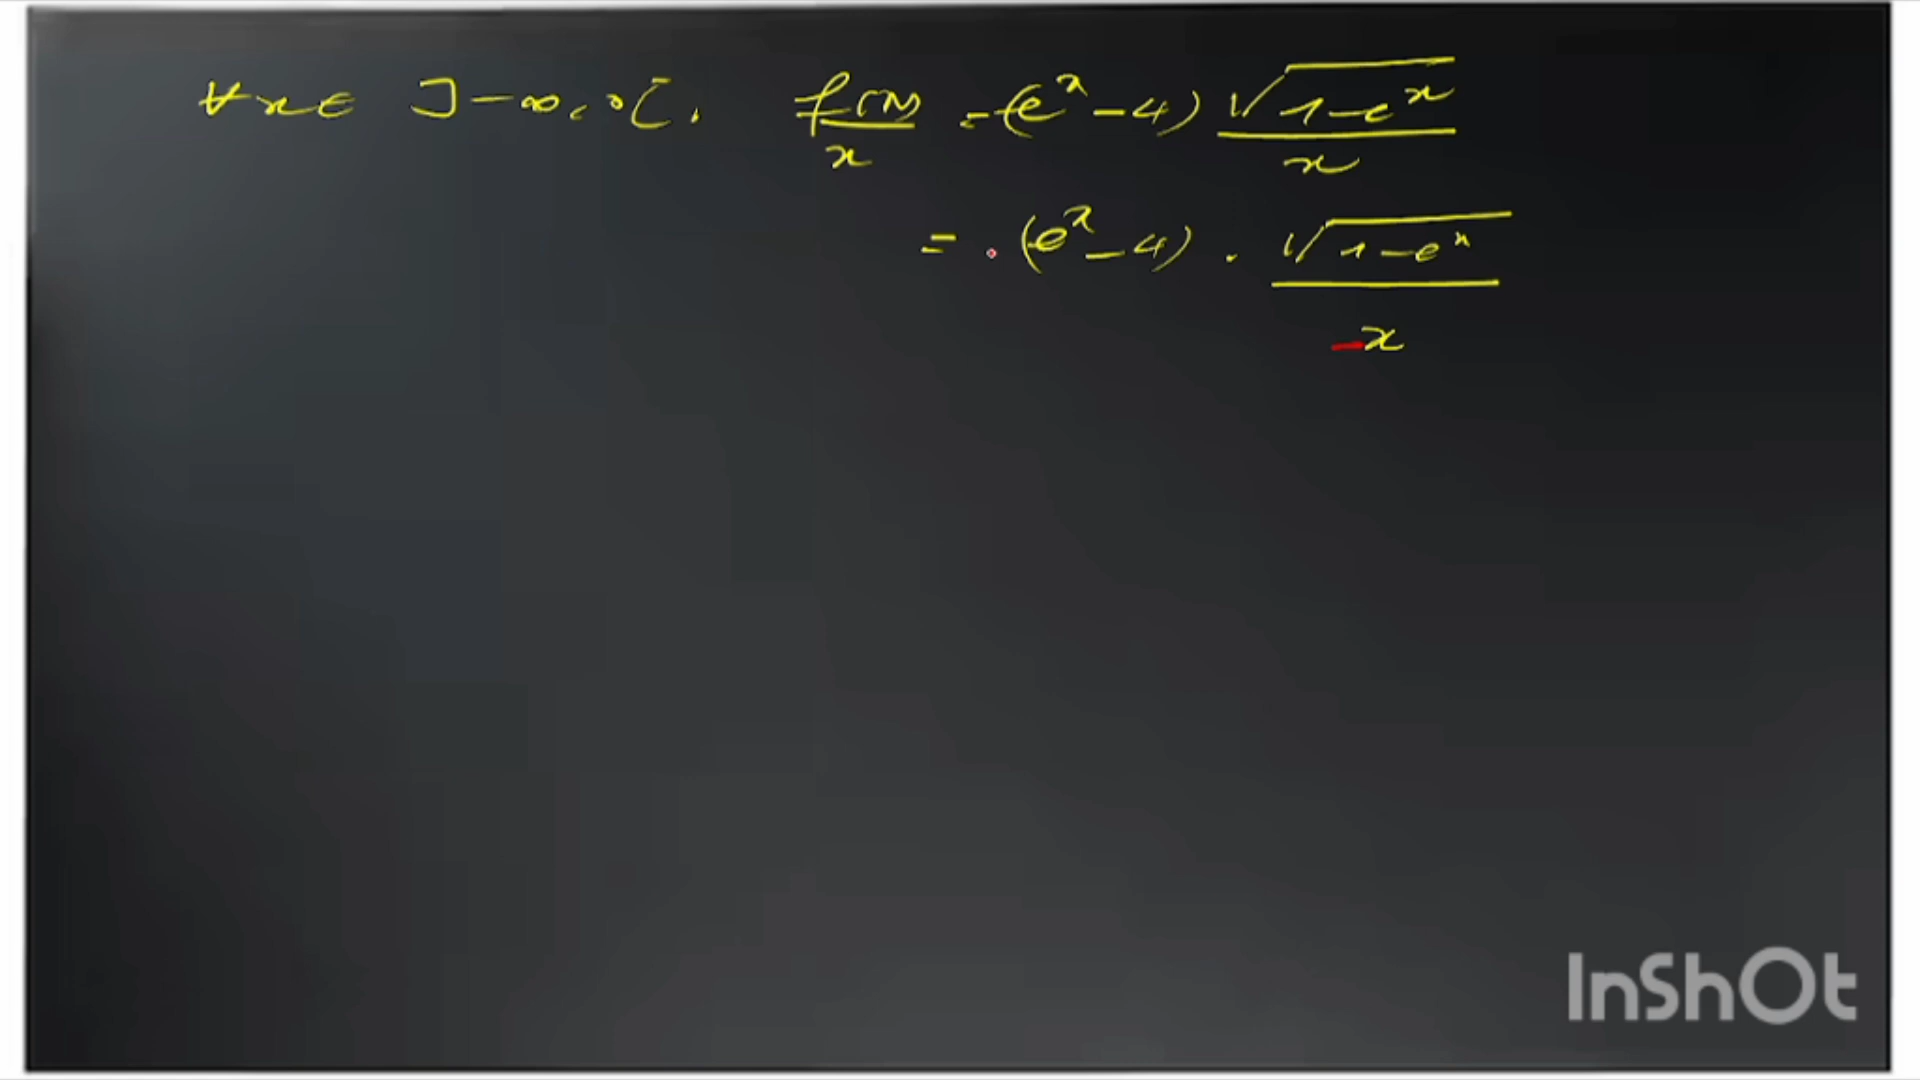 ∀x∈ ]-∞, 0[. f(x)/x = (e^x - 4) √(1-e^x)/x
= . (e^x - 4) . √(1-e^x)/-x
InShOt